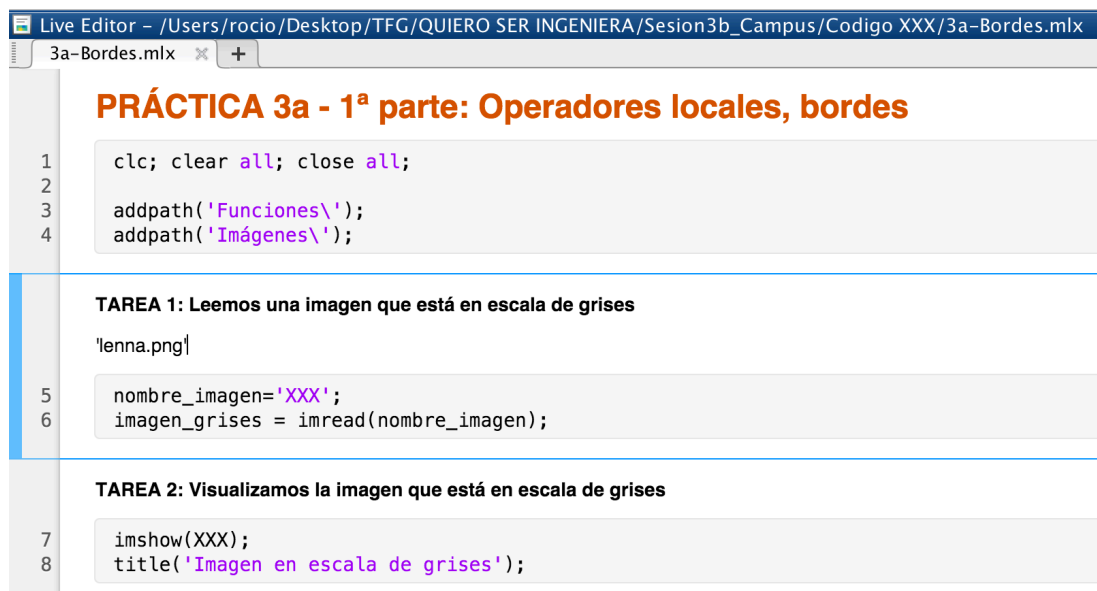 Live Editor – /Users/rocio/Desktop/TFG/QUIERO SER INGENIERA/Sesion3b_Campus/Codigo XXX/3a–Bordes.mlx
3a–Bordes.mlx × +
PRÁCTICA 3a - 1ª parte: Operadores locales, bordes
1 clc; clear all; close all;
2
3 addpath('Funciones\');
4 addpath('Imágenes\');
TAREA 1: Leemos una imagen que está en escala de grises
'lenna.png'
5 nombre_imagen='XXX';
6 imagen_grises = imread(nombre_imagen);
TAREA 2: Visualizamos la imagen que está en escala de grises
7 imshow(XXX);
8 title('Imagen en escala de grises');